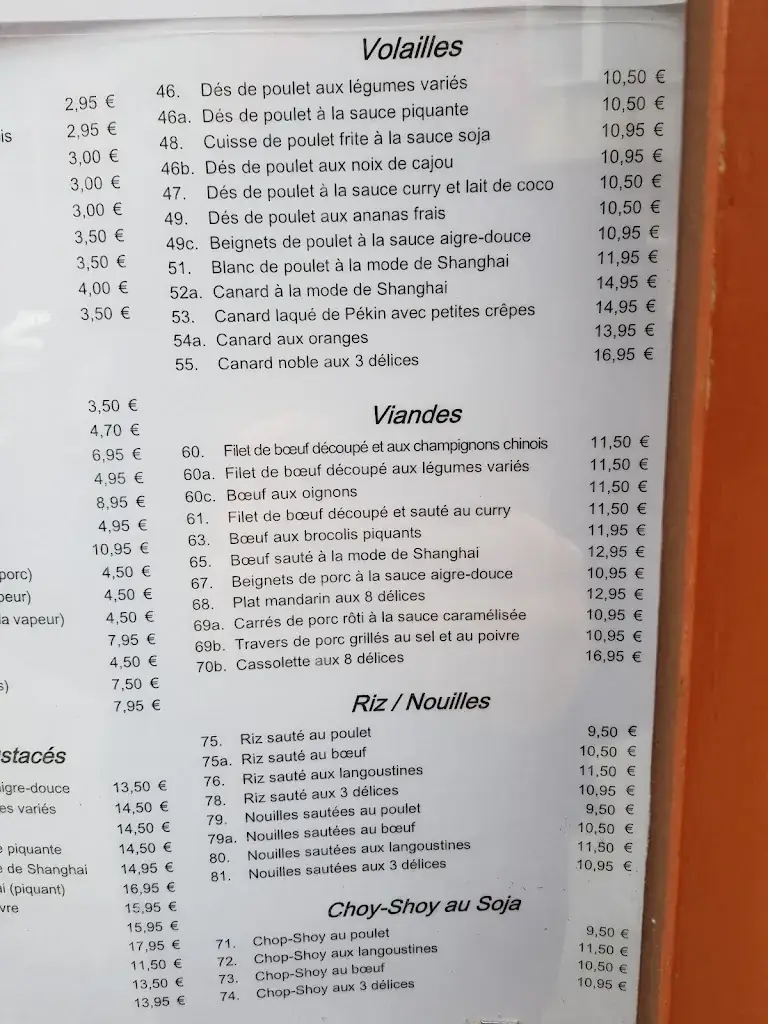 2,95 €
is 2,95 €
3,00 €
3,00 €
3,00 €
3,50 €
3,50 €
4,00 €
3,50 €
3,50 €
4,70 €
6,95 €
4,95 €
8,95 €
4,95 €
10,95 €
porc) 4,50 €
peur) 4,50 €
la vapeur) 4,50 €
7,95 €
4,50 €
s) 7,50 €
7,95 €
stacés
aigre-douce 13,50 €
es variés 14,50 €
14,50 €
e piquante 14,50 €
e de Shanghai 14,95 €
ai (piquant) 16,95 €
vre 15,95 €
15,95 €
17,95 €
11,50 €
13,50 €
13,95 €
Volailles
46. Dés de poulet aux légumes variés 10,50 €
46a. Dés de poulet à la sauce piquante 10,50 €
48. Cuisse de poulet frite à la sauce soja 10,95 €
46b. Dés de poulet aux noix de cajou 10,95 €
47. Dés de poulet à la sauce curry et lait de coco 10,50 €
49. Dés de poulet aux ananas frais 10,50 €
49c. Beignets de poulet à la sauce aigre-douce 10,95 €
51. Blanc de poulet à la mode de Shanghai 11,95 €
52a. Canard à la mode de Shanghai 14,95 €
53. Canard laqué de Pékin avec petites crêpes 14,95 €
54a. Canard aux oranges 13,95 €
55. Canard noble aux 3 délices 16,95 €
Viandes
60. Filet de bœuf découpé et aux champignons chinois 11,50 €
60a. Filet de bœuf découpé aux légumes variés 11,50 €
60c. Bœuf aux oignons 11,50 €
61. Filet de bœuf découpé et sauté au curry 11,50 €
63. Bœuf aux brocolis piquants 11,95 €
65. Bœuf sauté à la mode de Shanghai 12,95 €
67. Beignets de porc à la sauce aigre-douce 10,95 €
68. Plat mandarin aux 8 délices 12,95 €
69a. Carrés de porc rôti à la sauce caramélisée 10,95 €
69b. Travers de porc grillés au sel et au poivre 10,95 €
70b. Cassolette aux 8 délices 16,95 €
Riz / Nouilles
75. Riz sauté au poulet 9,50 €
75a. Riz sauté au bœuf 10,50 €
76. Riz sauté aux langoustines 11,50 €
78. Riz sauté aux 3 délices 10,95 €
79. Nouilles sautées au poulet 9,50 €
79a. Nouilles sautées au bœuf 10,50 €
80. Nouilles sautées aux langoustines 11,50 €
81. Nouilles sautées aux 3 délices 10,95 €
Choy-Shoy au Soja
71. Chop-Shoy au poulet 9,50 €
72. Chop-Shoy aux langoustines 11,50 €
73. Chop-Shoy au bœuf 10,50 €
74. Chop-Shoy aux 3 délices 10,95 €